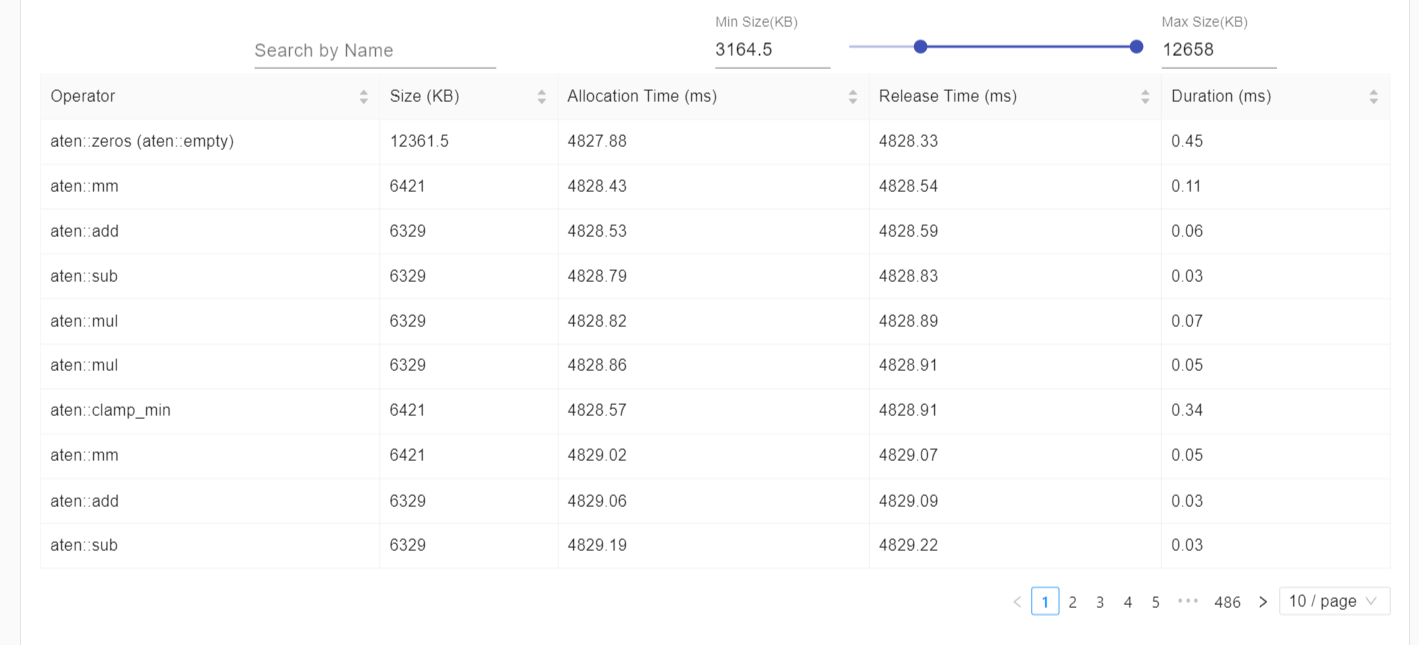 Min Size(KB) Max Size(KB)
Search by Name 3164.5 12658
Operator Size (KB) Allocation Time (ms) Release Time (ms) Duration (ms)
aten::zeros (aten::empty) 12361.5 4827.88 4828.33 0.45
aten::mm 6421 4828.43 4828.54 0.11
aten::add 6329 4828.53 4828.59 0.06
aten::sub 6329 4828.79 4828.83 0.03
aten::mul 6329 4828.82 4828.89 0.07
aten::mul 6329 4828.86 4828.91 0.05
aten::clamp_min 6421 4828.57 4828.91 0.34
aten::mm 6421 4829.02 4829.07 0.05
aten::add 6329 4829.06 4829.09 0.03
aten::sub 6329 4829.19 4829.22 0.03
< 1 2 3 4 5 ••• 486 > 10 / page